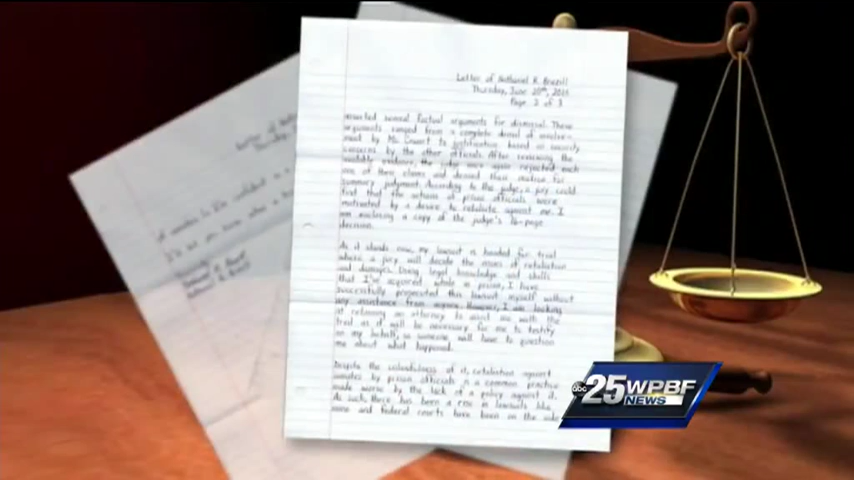 Letter of Nathaniel R. Brazill
Thursday, June 20th, 2013
Page 2 of 3
asserted several factual arguments for dismissal. These
arguments ranged from a complete denial of involve-
ment by Ms. to justification based on security
concerns by the other officials. After reviewing the
available evidence, the judge once again rejected each
one of their claims and denied their motion for
summary judgment. According to the judge, a jury could
find that the actions of prison officials were
motivated by a desire to retaliate against me. I
am enclosing a copy of the judge's 16-page
decision.
As it stands now, my lawsuit is headed for trial
where a jury will decide the issues of retaliation
and damages. Using legal knowledge and skills
that I've acquired while in prison, I have
successfully prosecuted this lawsuit myself without
any assistance from anyone. However, I am looking
at retaining an attorney to assist me with the
trial as it will be necessary for me to testify
on my behalf, so someone will have to question
me about what happened.
Despite the unlawfulness of it, retaliation against
inmates by prison officials is a common practice
made worse by the lack of a policy against it.
As such, there has been a rise in lawsuits like
mine and federal courts have been on the side
abc 25 WPBF
NEWS